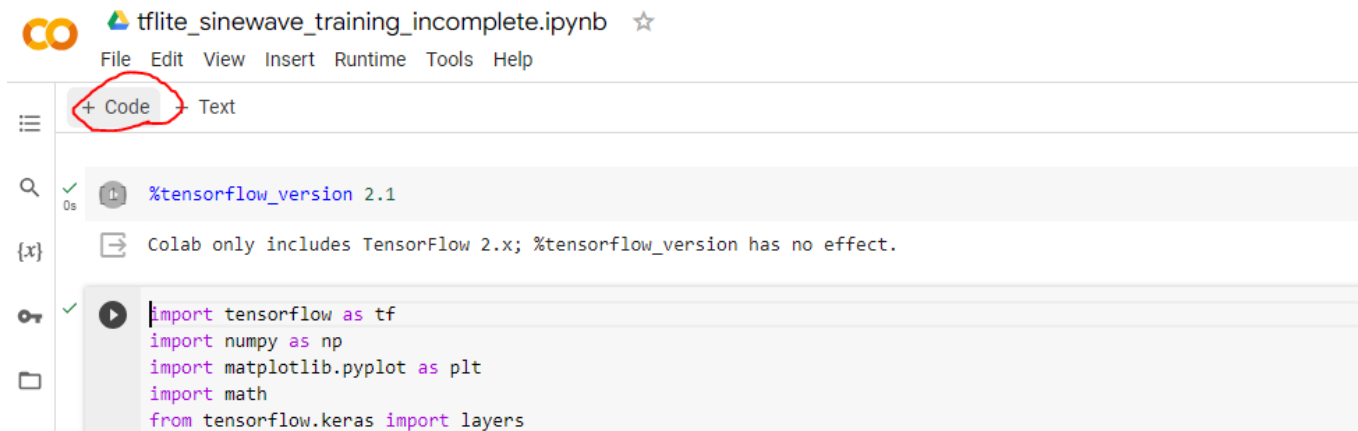 tflite_sinewave_training_incomplete.ipynb
File Edit View Insert Runtime Tools Help
+ Code + Text
0s [1] %tensorflow_version 2.1
{x} Colab only includes TensorFlow 2.x; %tensorflow_version has no effect.
import tensorflow as tf
import numpy as np
import matplotlib.pyplot as plt
import math
from tensorflow.keras import layers